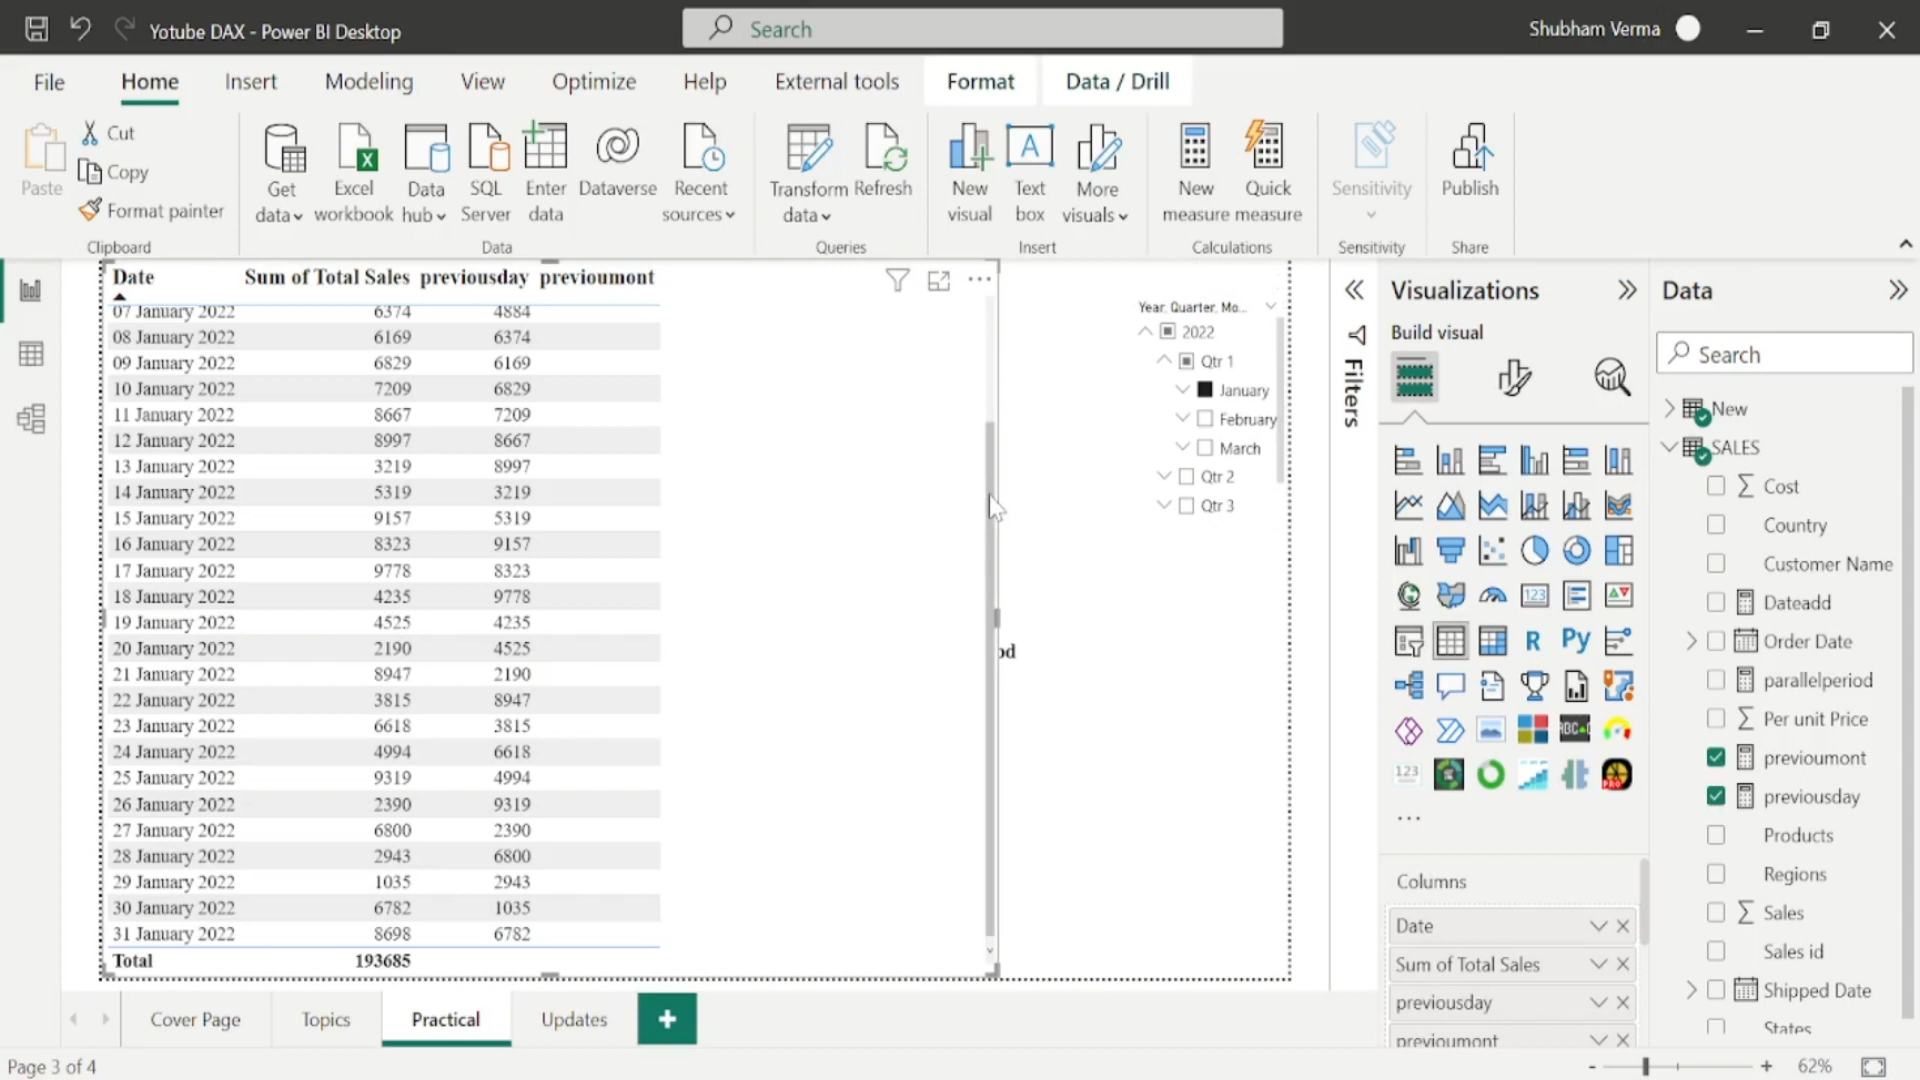 Yotube DAX - Power BI Desktop
Search
Shubham Verma
File
Home
Insert
Modeling
View
Optimize
Help
External tools
Format
Data / Drill
Paste
Cut
Copy
Format painter
Clipboard
Get data
Excel workbook
Data hub
SQL Server
Enter data
Dataverse
Recent sources
Data
Transform data
Refresh
Queries
New visual
Text box
More visuals
Insert
New measure
Quick measure
Calculations
Sensitivity
Sensitivity
Publish
Share
Date Sum of Total Sales previousday previoumont
07 January 2022 6374 4884
08 January 2022 6169 6374
09 January 2022 6829 6169
10 January 2022 7209 6829
11 January 2022 8667 7209
12 January 2022 8997 8667
13 January 2022 3219 8997
14 January 2022 5319 3219
15 January 2022 9157 5319
16 January 2022 8323 9157
17 January 2022 9778 8323
18 January 2022 4235 9778
19 January 2022 4525 4235
20 January 2022 2190 4525
21 January 2022 8947 2190
22 January 2022 3815 8947
23 January 2022 6618 3815
24 January 2022 4994 6618
25 January 2022 9319 4994
26 January 2022 2390 9319
27 January 2022 6800 2390
28 January 2022 2943 6800
29 January 2022 1035 2943
30 January 2022 6782 1035
31 January 2022 8698 6782
Total 193685
od
Year, Quarter, Mo...
2022
Qtr 1
January
February
March
Qtr 2
Qtr 3
Filters
Visualizations
Build visual
123
R
Py
ABC
123
PRO
...
Columns
Date
Sum of Total Sales
previousday
previoumont
Data
Search
New
SALES
Cost
Country
Customer Name
Dateadd
Order Date
parallelperiod
Per unit Price
previoumont
previousday
Products
Regions
Sales
Sales id
Shipped Date
States
Cover Page
Topics
Practical
Updates
+
Page 3 of 4
- + 62%